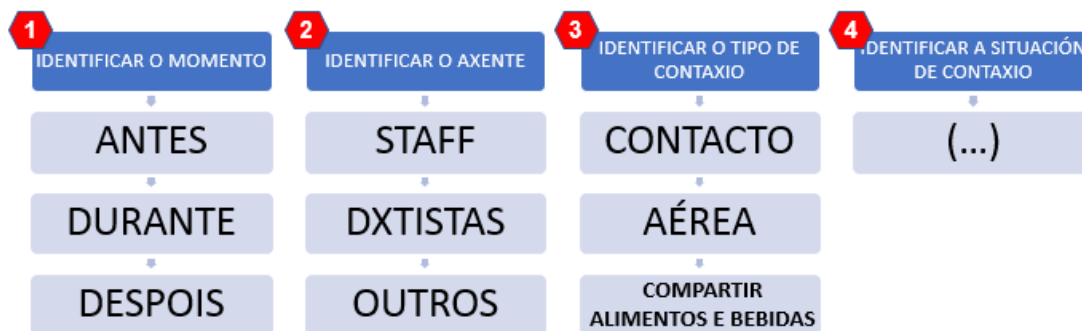 1
IDENTIFICAR O MOMENTO
ANTES
DURANTE
DESPOIS
2
IDENTIFICAR O AXENTE
STAFF
DXTISTAS
OUTROS
3
IDENTIFICAR O TIPO DE
CONTAXIO
CONTACTO
AÉREA
COMPARTIR
ALIMENTOS E BEBIDAS
4
IDENTIFICAR A SITUACIÓN
DE CONTAXIO
(...)